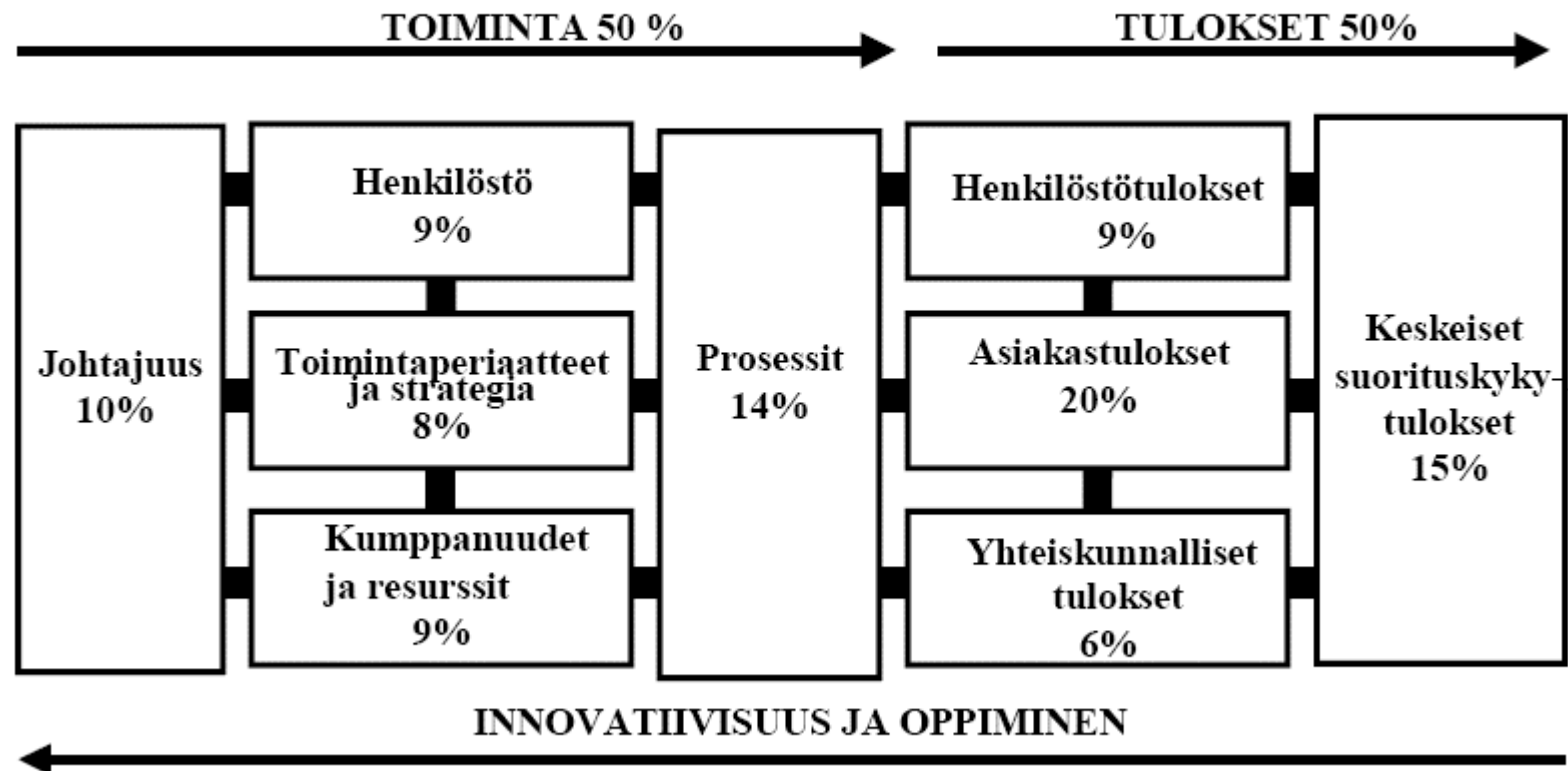 TOIMINTA 50 %
TULOKSET 50%
Johtajuus
10%
Henkilöstö
9%
Toimintaperiaatteet
ja strategia
8%
Kumppanuudet
ja resurssit
9%
Prosessit
14%
Henkilöstötulokset
9%
Asiakastulokset
20%
Yhteiskunnalliset
tulokset
6%
Keskeiset
suorituskyky-
tulokset
15%
INNOVATIIVISUUS JA OPPIMINEN